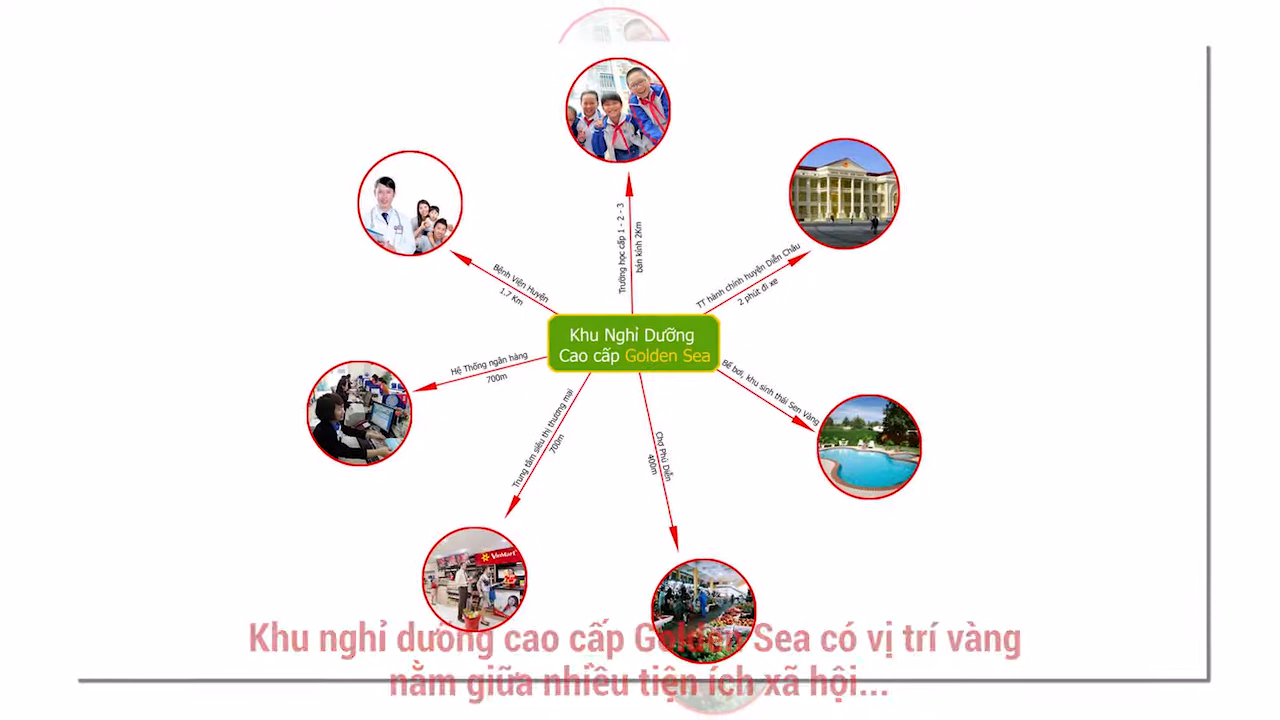 Trường học cấp 1 - 2 - 3
bán kính 2Km
TT hành chính huyện Diễn Châu
2 phút đi xe
Bệnh Viện Huyện
1,7 Km
Khu Nghỉ Dưỡng
Cao cấp Golden Sea
Hệ Thống ngân hàng
700m
Bể bơi, khu sinh thái Sen Vàng
Trung tâm siêu thị thương mại
700m
Chợ Phủ Diễn
400m
VinMart
Khu nghỉ dưỡng cao cấp Golden Sea có vị trí vàng
nằm giữa nhiều tiện ích xã hội...